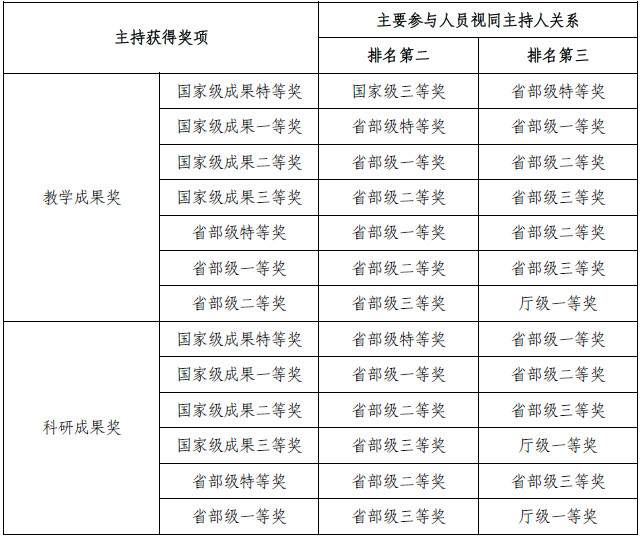 主持获得奖项
主要参与人员视同主持人关系
排名第二 排名第三
教学成果奖
国家级成果特等奖 国家级三等奖 省部级特等奖
国家级成果一等奖 省部级特等奖 省部级一等奖
国家级成果二等奖 省部级一等奖 省部级二等奖
国家级成果三等奖 省部级二等奖 省部级三等奖
省部级特等奖 省部级一等奖 省部级二等奖
省部级一等奖 省部级二等奖 省部级三等奖
省部级二等奖 省部级三等奖 厅级一等奖
科研成果奖
国家级成果特等奖 省部级特等奖 省部级一等奖
国家级成果一等奖 省部级一等奖 省部级二等奖
国家级成果二等奖 省部级二等奖 省部级三等奖
国家级成果三等奖 省部级三等奖 厅级一等奖
省部级特等奖 省部级二等奖 省部级三等奖
省部级一等奖 省部级三等奖 厅级一等奖